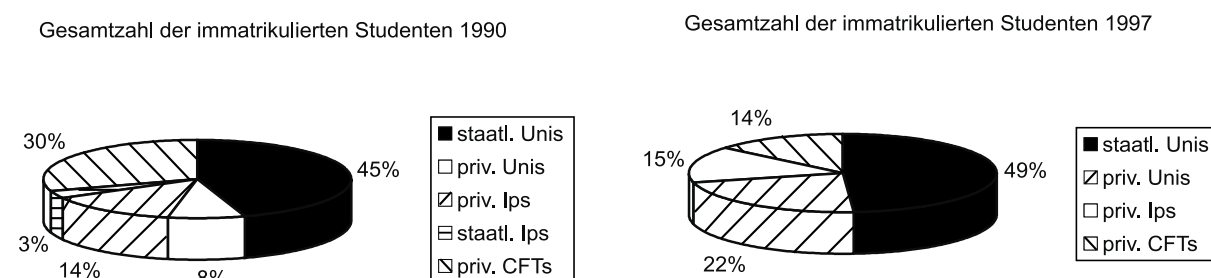 Gesamtzahl der immatrikulierten Studenten 1990
30%
45%
3%
14%
8%
staatl. Unis
priv. Unis
priv. Ips
staatl. Ips
priv. CFTs
Gesamtzahl der immatrikulierten Studenten 1997
14%
15%
49%
22%
staatl. Unis
priv. Unis
priv. Ips
priv. CFTs